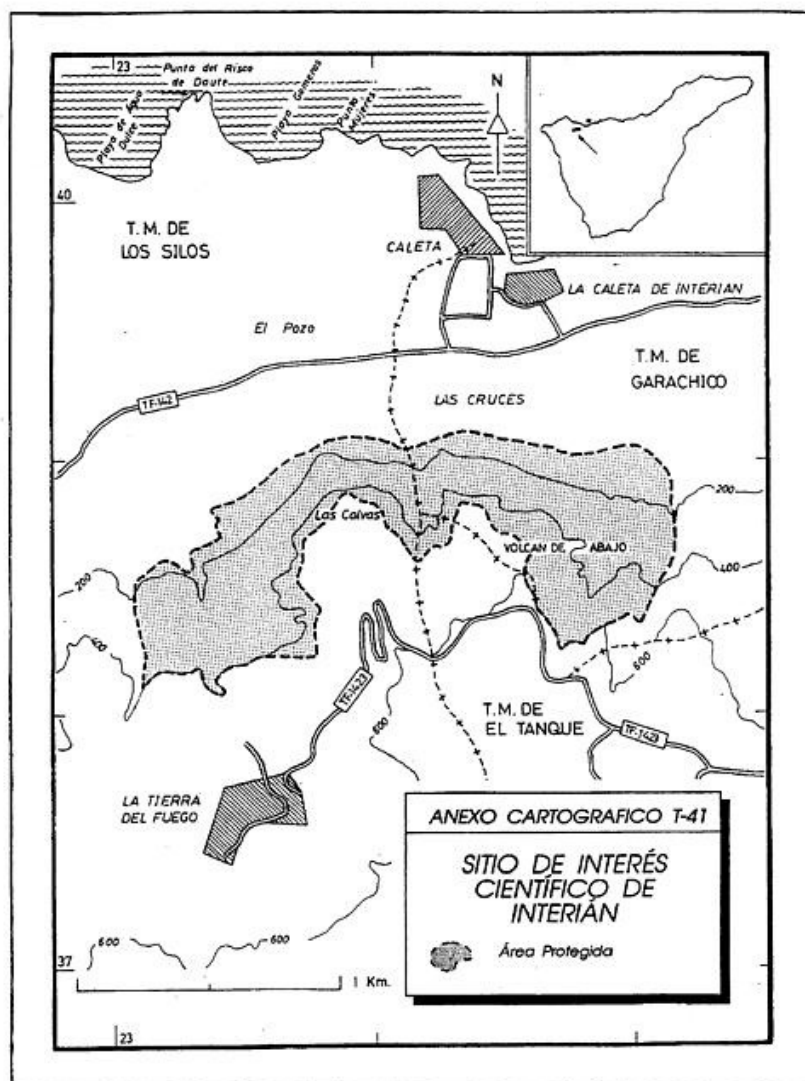 23
Punta del Risco
de Daute
Playa de Agua
Dulce
Playa Gomeros
Punta
Mujeres
N
40
T.M. DE
LOS SILOS
CALETA
LA CALETA DE INTERIAN
El Pozo
T.M. DE
GARACHICO
TF-142
LAS CRUCES
200
Las Calvas
VOLCAN DE ABAJO
200
400
400
600
TF-1423
600
T.M. DE
EL TANQUE
TF-1423
LA TIERRA
DEL FUEGO
ANEXO CARTOGRAFICO T-41
SITIO DE INTERÉS
CIENTÍFICO DE
INTERIÁN
Área Protegida
600
600
37
1 Km.
23